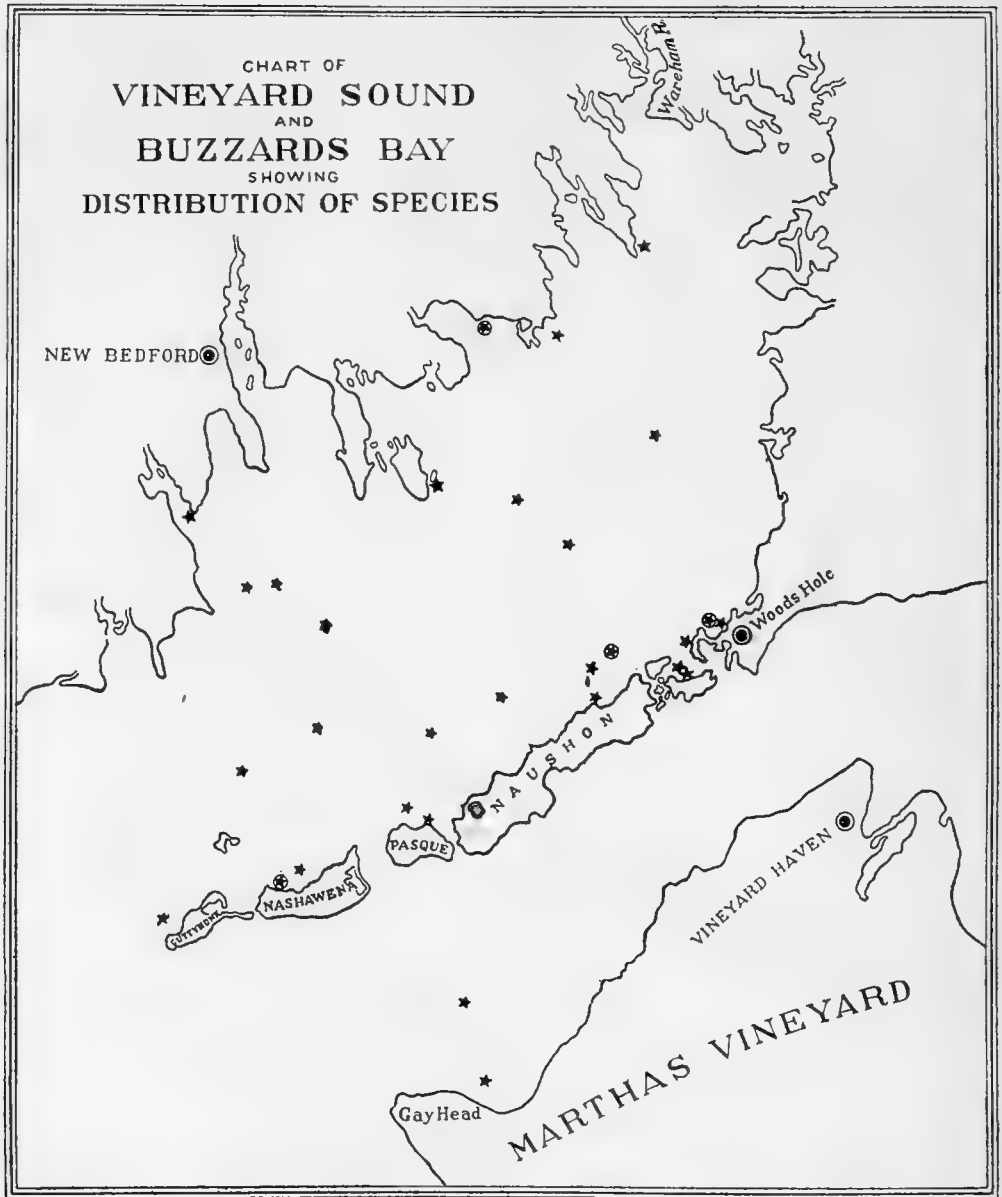 CHART OF
VINEYARD SOUND
AND
BUZZARDS BAY
SHOWING
DISTRIBUTION OF SPECIES
Wareham R.
NEW BEDFORD
Woods Hole
NAUSHON
PASQUE
NASHAWENA
CUTTYHUNK
VINEYARD HAVEN
MARTHAS VINEYARD
Gay Head